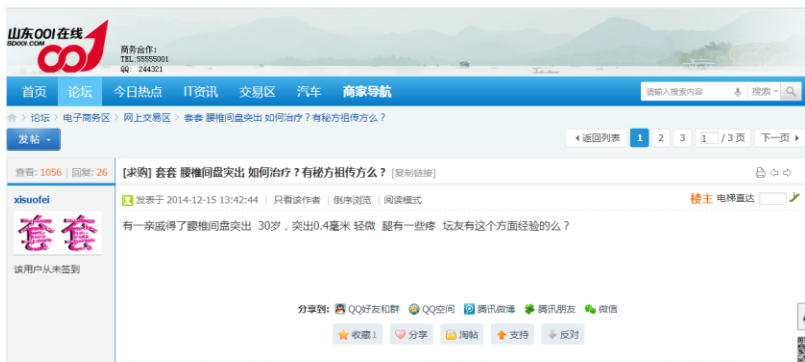 山东001在线
SD001.COM
001
商务合作:
TEL:55555001
QQ: 244321
首页 论坛 今日热点 IT资讯 交易区 汽车 商家导航 请输入搜索内容 搜索
论坛 › 电子商务区 › 网上交易区 › 套套 腰椎间盘突出 如何治疗？有秘方祖传方么？
发帖 返回列表 1 2 3 1 / 3 页 下一页
查看: 1056 | 回复: 26 [求购] 套套 腰椎间盘突出 如何治疗？有秘方祖传方么？ [复制链接]
xisuofei 发表于 2014-12-15 13:42:44 | 只看该作者 | 倒序浏览 | 阅读模式 楼主 电梯直达
有一亲戚得了腰椎间盘突出 30岁，突出0.4毫米 轻微 腿有一些疼 坛友有这个方面经验的么？
套套
该用户从未签到
分享到: QQ好友和群 QQ空间 腾讯微博 腾讯朋友 微信
收藏1 分享 淘帖 支持 反对